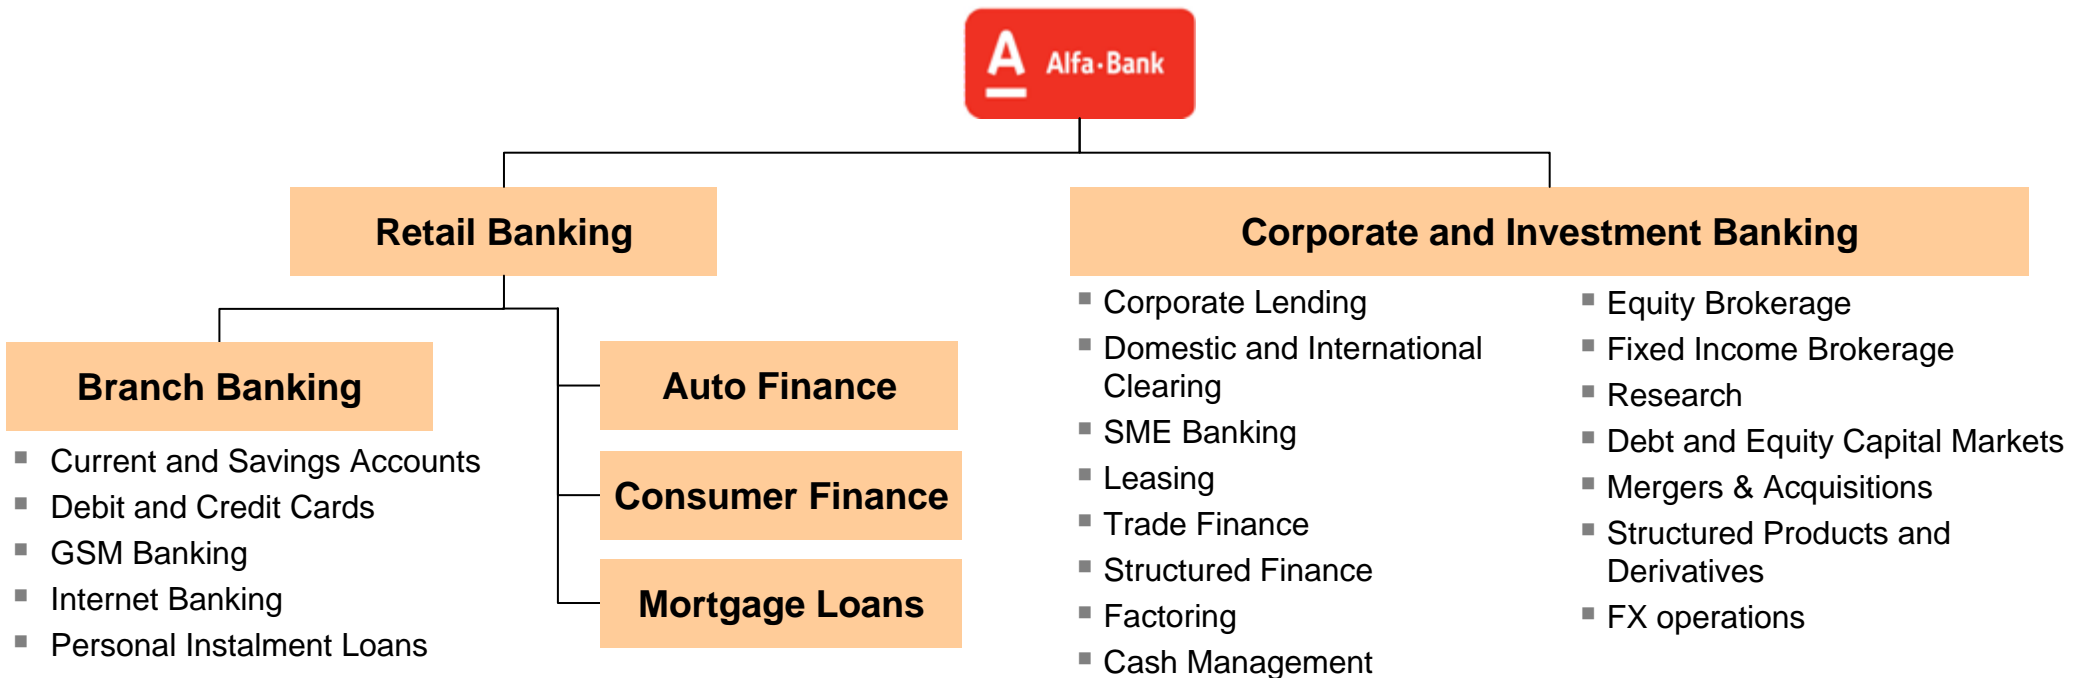 A Alfa·Bank
Retail Banking
Corporate and Investment Banking
Branch Banking
Current and Savings Accounts
Debit and Credit Cards
GSM Banking
Internet Banking
Personal Instalment Loans
Auto Finance
Consumer Finance
Mortgage Loans
Corporate Lending
Domestic and International
Clearing
SME Banking
Leasing
Trade Finance
Structured Finance
Factoring
Cash Management
Equity Brokerage
Fixed Income Brokerage
Research
Debt and Equity Capital Markets
Mergers & Acquisitions
Structured Products and
Derivatives
FX operations